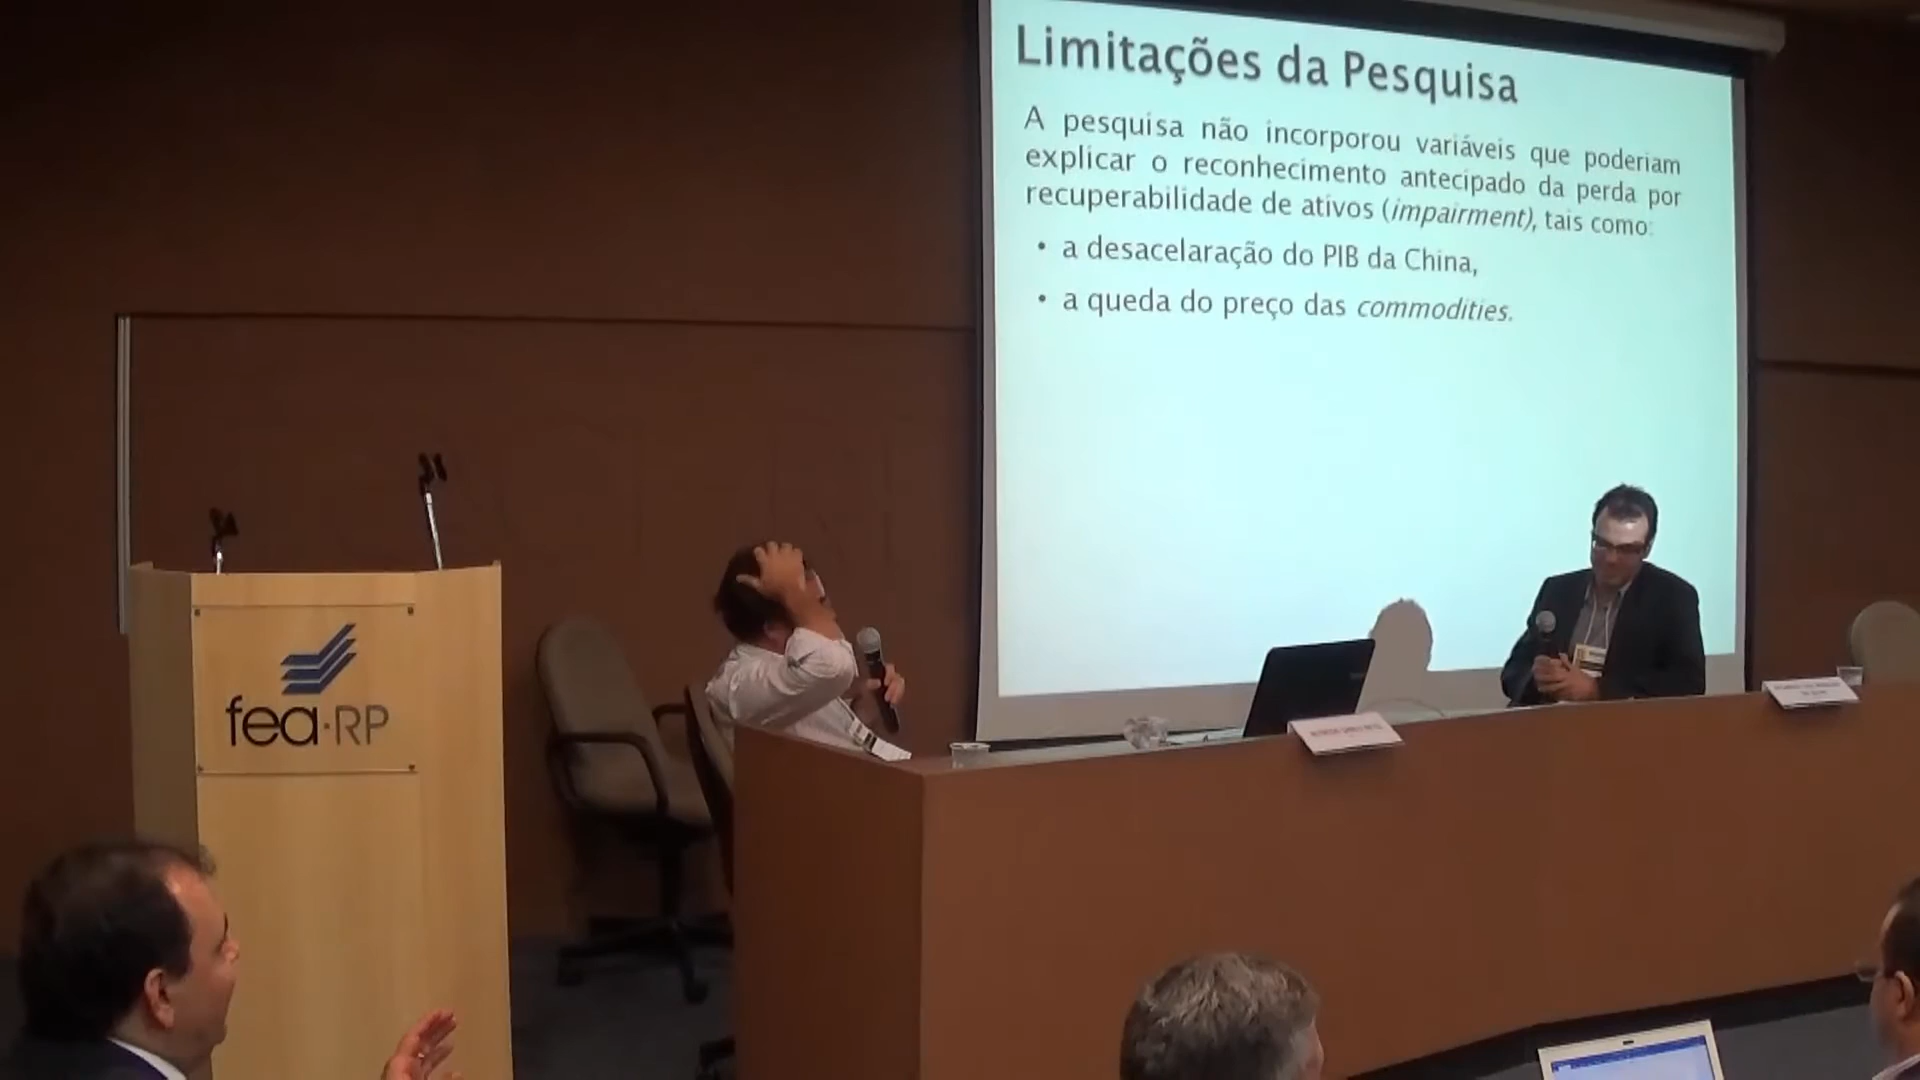 Limitações da Pesquisa
A pesquisa não incorporou variáveis que poderiam
explicar o reconhecimento antecipado da perda por
recuperabilidade de ativos (impairment), tais como:
• a desacelaração do PIB da China,
• a queda do preço das commodities.
fea·RP